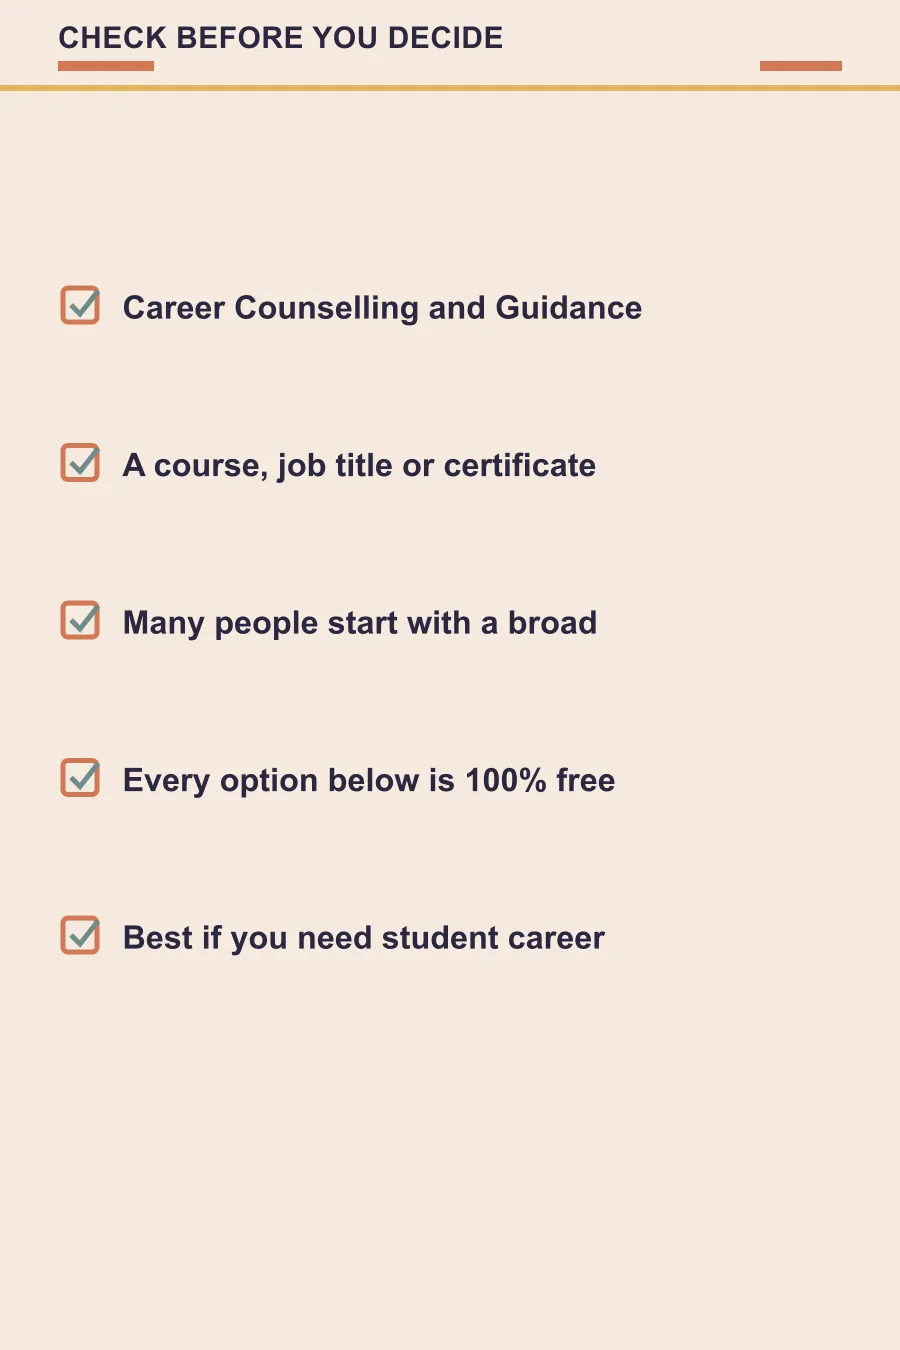 CHECK BEFORE YOU DECIDE
Career Counselling and Guidance
A course, job title or certificate
Many people start with a broad
Every option below is 100% free
Best if you need student career